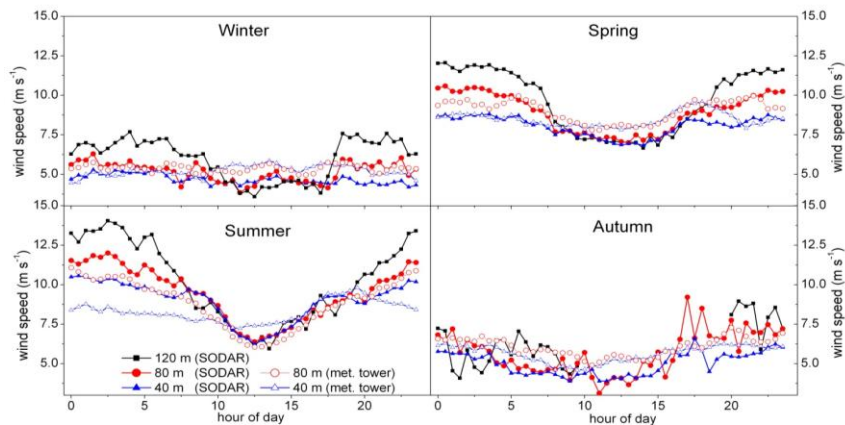 Winter
Spring
15.0
12.5
10.0
7.5
5.0
15.0
wind speed (m s⁻¹)
15.0
12.5
10.0
7.5
5.0
15.0
wind speed (m s⁻¹)
Summer
Autumn
12.5
10.0
7.5
5.0
wind speed (m s⁻¹)
12.5
10.0
7.5
5.0
wind speed (m s⁻¹)
120 m (SODAR)
80 m (SODAR) 80 m (met. tower)
40 m (SODAR) 40 m (met. tower)
0 5 10 15 20
hour of day
0 5 10 15 20
hour of day